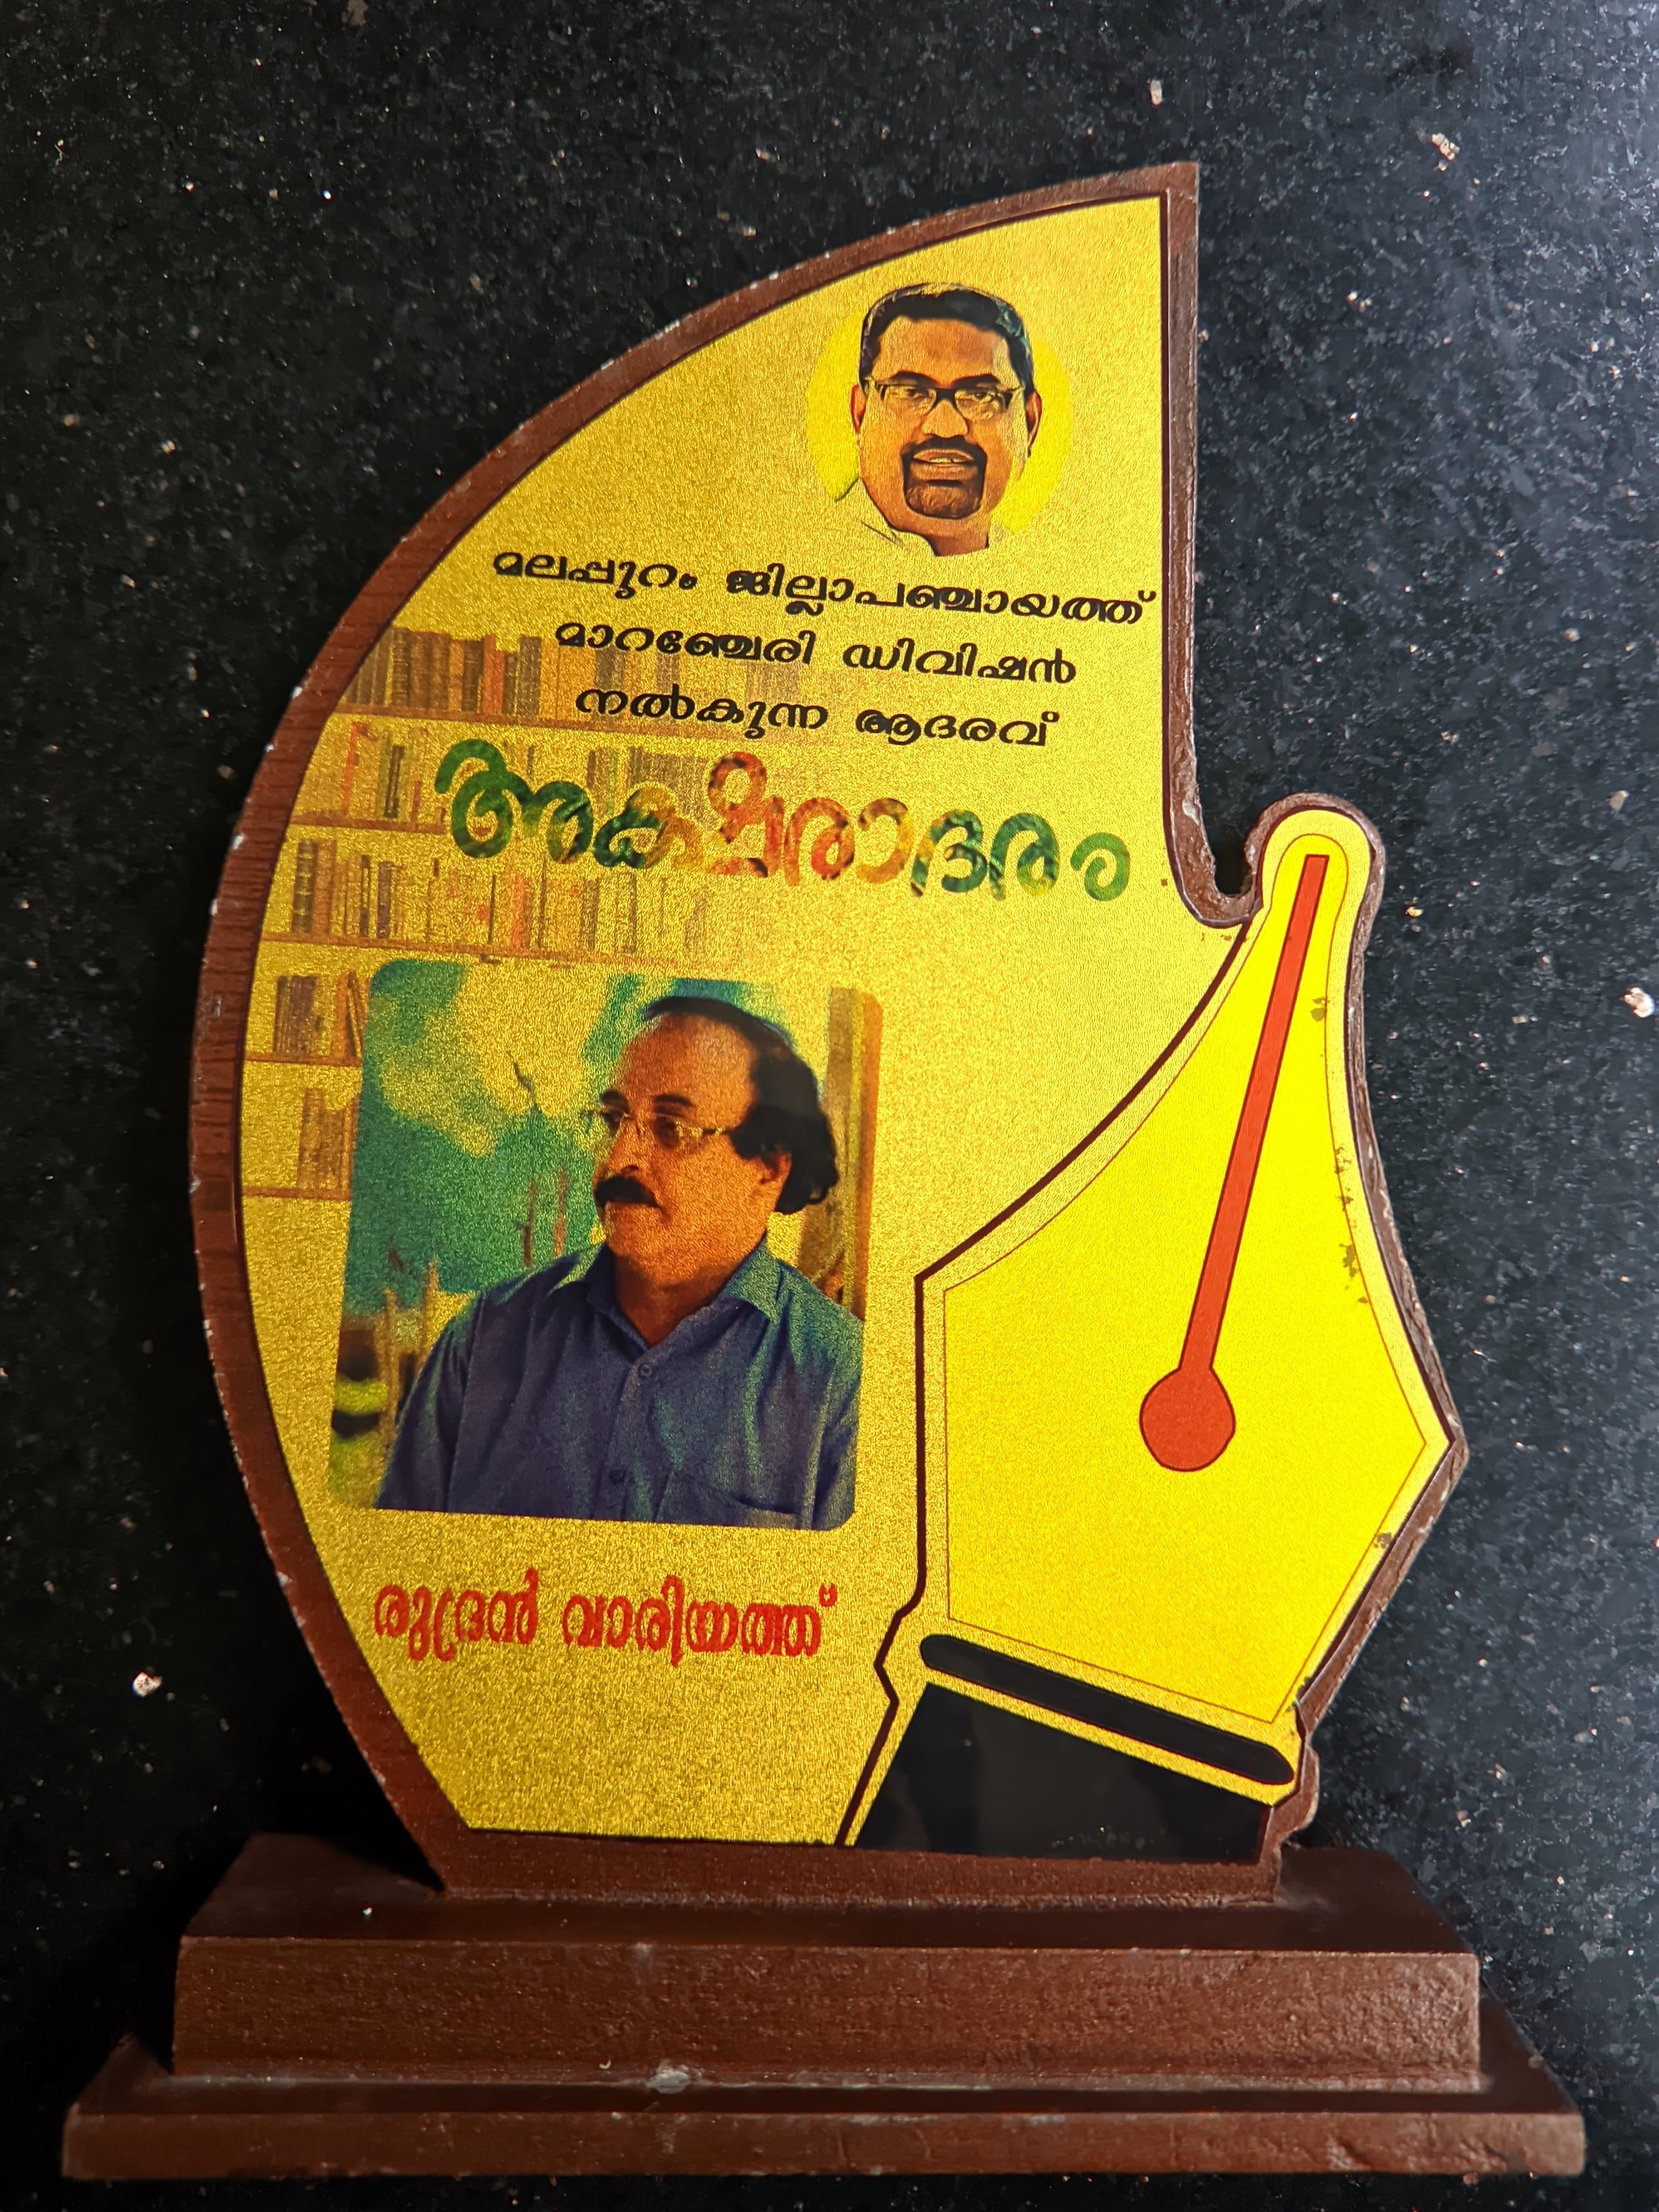 മലപ്പുറം ജില്ലാപഞ്ചായത്ത്
മാറഞ്ചേരി ഡിവിഷൻ
നൽകുന്ന ആദരവ്
അക്ഷരാദരം
രുദ്രൻ വാരിയത്ത്